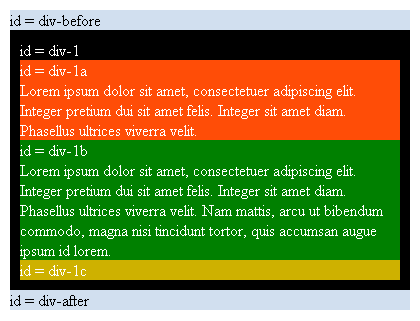 id = div-before
id = div-1
id = div-1a
Lorem ipsum dolor sit amet, consectetuer adipiscing elit.
Integer pretium dui sit amet felis. Integer sit amet diam.
Phasellus ultrices viverra velit.
id = div-1b
Lorem ipsum dolor sit amet, consectetuer adipiscing elit.
Integer pretium dui sit amet felis. Integer sit amet diam.
Phasellus ultrices viverra velit. Nam mattis, arcu ut bibendum
commodo, magna nisi tincidunt tortor, quis accumsan augue
ipsum id lorem.
id = div-1c
id = div-after